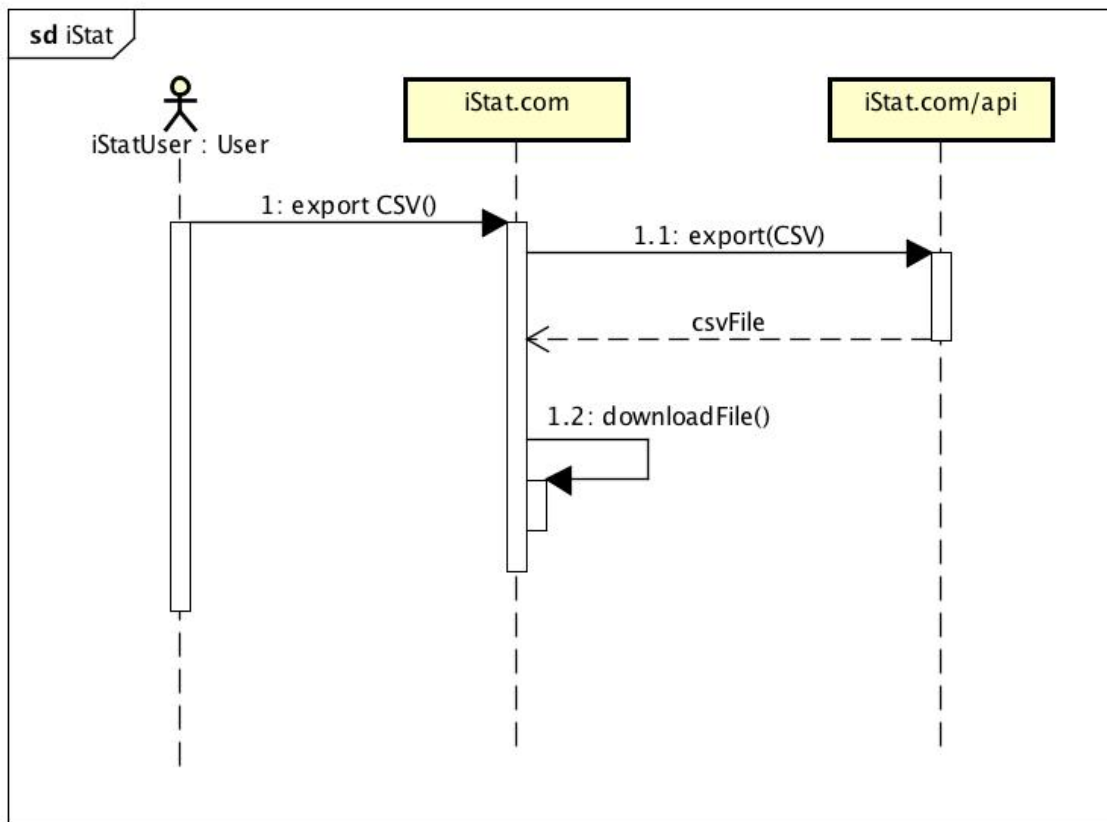 sd iStat
iStatUser : User
iStat.com
iStat.com/api
1: export CSV()
1.1: export(CSV)
csvFile
1.2: downloadFile()